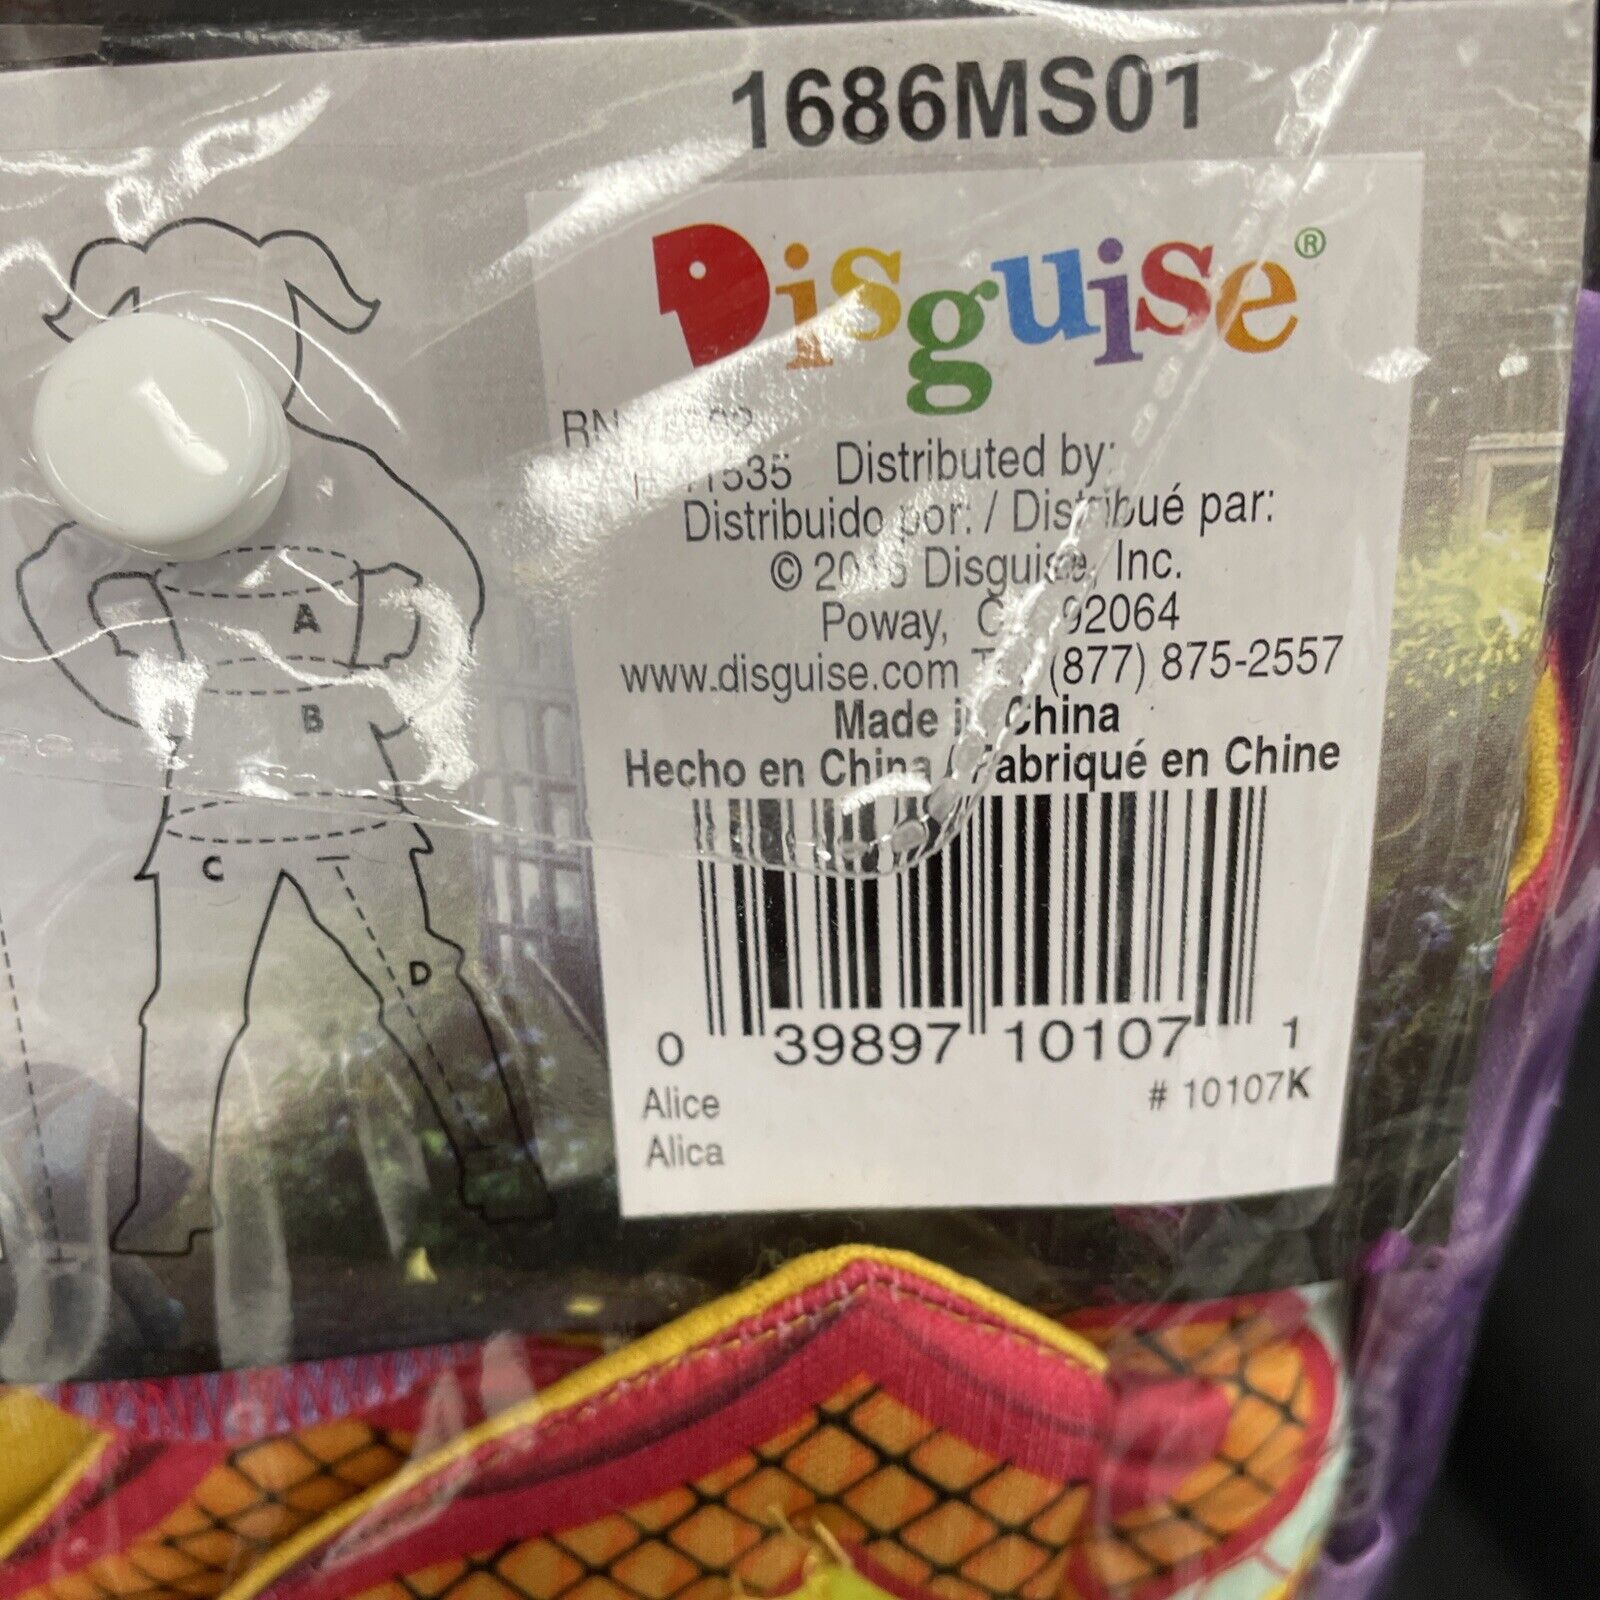 1686MS01
Disguise®
RN
Distributed by:
Distribuido por: / Distribué par:
© Disguise, Inc.
Poway, 92064
www.disguise.com (877) 875-2557
Made in China
Hecho en China / Fabriqué en Chine
0 39897 10107 1
Alice # 10107K
Alica
A
B
C
D